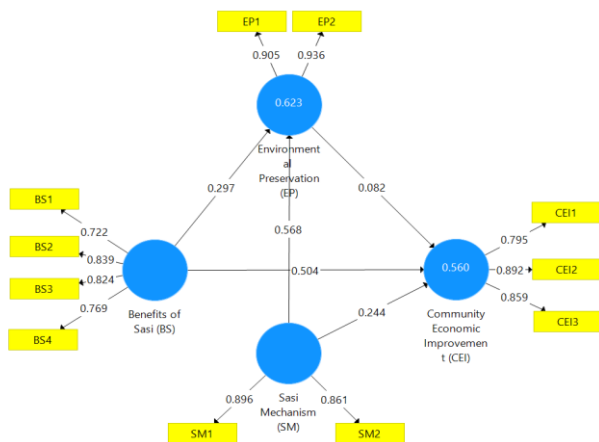 EP1 EP2
0.905 0.936
0.623
Environment
al
Preservation
(EP)
0.297
0.082
BS1
0.722
BS2
0.839
BS3
0.824
BS4
0.769
Benefits of
Sasi (BS)
0.568
0.504
0.244
0.560
Community
Economic
Improvemen
t (CEI)
CEI1
0.795
CEI2
0.892
CEI3
0.859
Sasi
Mechanism
(SM)
0.896 0.861
SM1 SM2